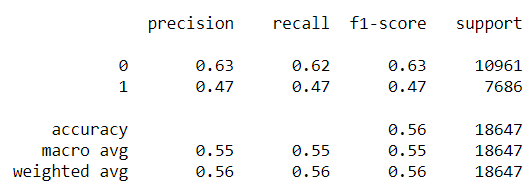 precision recall f1-score support
0 0.63 0.62 0.63 10961
1 0.47 0.47 0.47 7686
accuracy 0.56 18647
macro avg 0.55 0.55 0.55 18647
weighted avg 0.56 0.56 0.56 18647